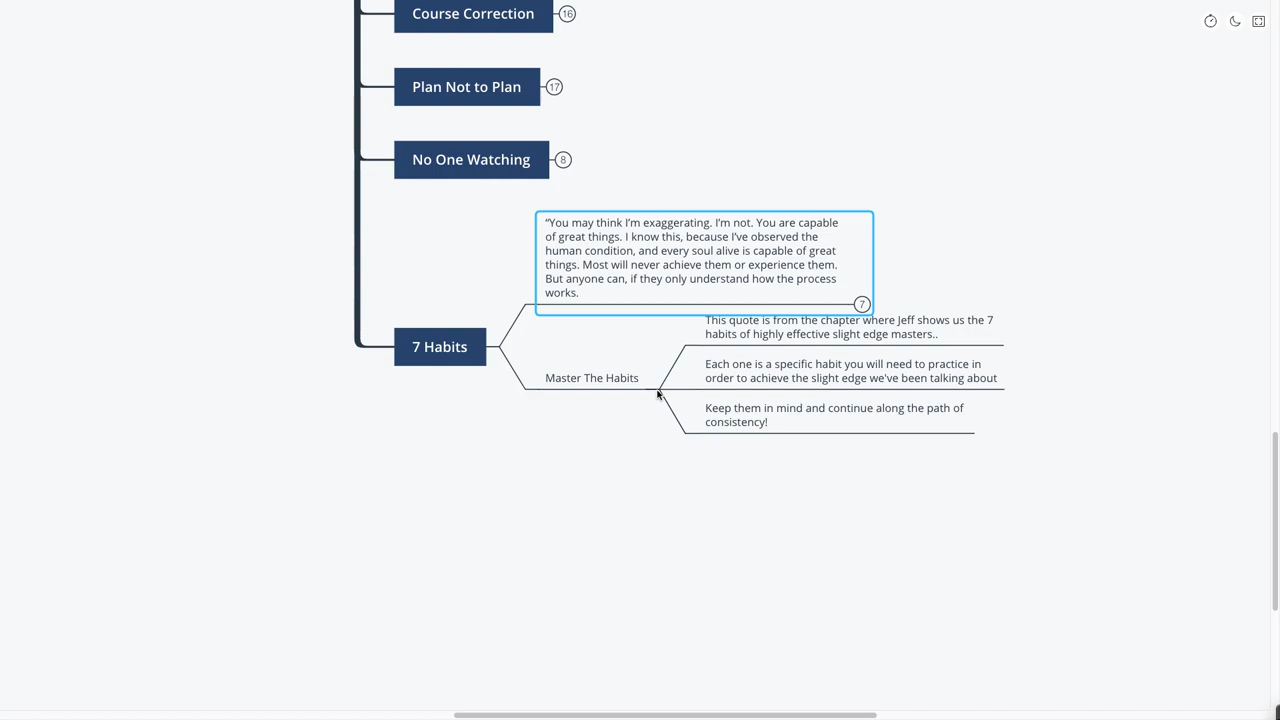 Course Correction
16
Plan Not to Plan
17
No One Watching
8
“You may think I’m exaggerating. I’m not. You are capable
of great things. I know this, because I’ve observed the
human condition, and every soul alive is capable of great
things. Most will never achieve them or experience them.
But anyone can, if they only understand how the process
works.
7
This quote is from the chapter where Jeff shows us the 7
habits of highly effective slight edge masters..
7 Habits
Each one is a specific habit you will need to practice in
order to achieve the slight edge we've been talking about
Master The Habits
Keep them in mind and continue along the path of
consistency!